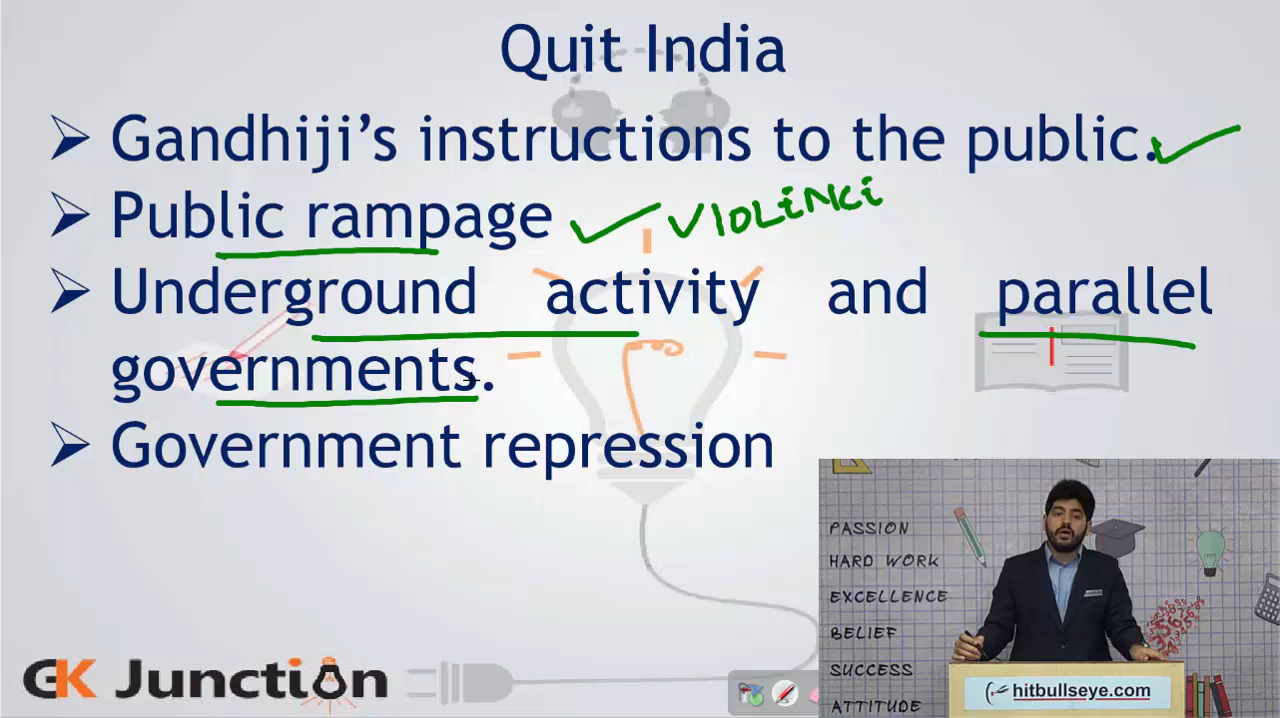 Quit India
➢ Gandhiji's instructions to the public.
➢ Public rampage
VIOLiNCi
➢ Underground activity and parallel
governments.
➢ Government repression
PASSION
HARD WORK
EXCELLENCE
BELIEF
SUCCESS
ATTITUDE
GK Junction
hitbullseye.com